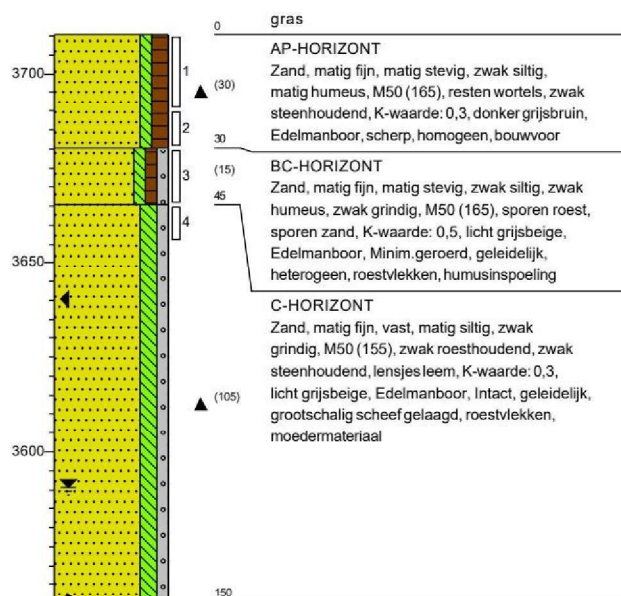 0
gras
AP-HORIZONT
Zand, matig fijn, matig stevig, zwak siltig,
matig humeus, M50 (165), resten wortels, zwak
steenhoudend, K-waarde: 0,3, donker grijsbruin,
Edelmanboor, scherp, homogeen, bouwvoor
3700
1
(30)
2
30
BC-HORIZONT
Zand, matig fijn, matig stevig, zwak siltig, zwak
humeus, zwak grindig, M50 (165), sporen roest,
sporen zand, K-waarde: 0,5, licht grijsbeige,
Edelmanboor, Minim.geroerd, geleidelijk,
heterogeen, roestvlekken, humusinspoeling
3
(15)
45
4
3650
C-HORIZONT
Zand, matig fijn, vast, matig siltig, zwak
grindig, M50 (155), zwak roesthoudend, zwak
steenhoudend, lensjes leem, K-waarde: 0,3,
licht grijsbeige, Edelmanboor, Intact, geleidelijk,
grootschalig scheef gelaagd, roestvlekken,
moedermateriaal
(105)
3600
150